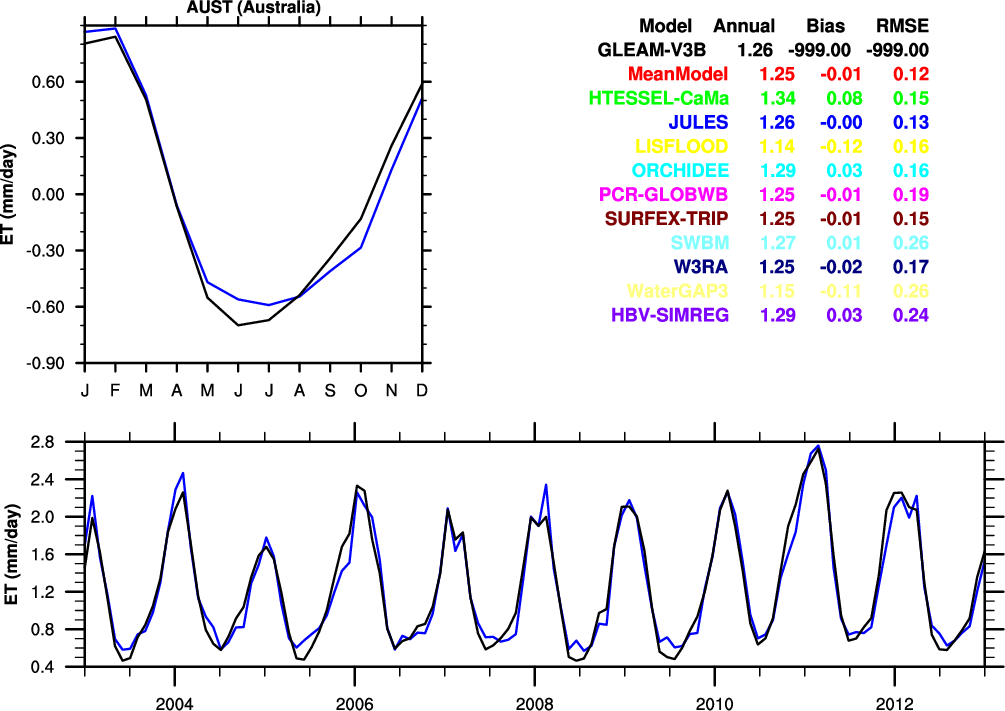 AUST (Australia)
Model Annual Bias RMSE
GLEAM-V3B 1.26 -999.00 -999.00
MeanModel 1.25 -0.01 0.12
HTESSEL-CaMa 1.34 0.08 0.15
JULES 1.26 -0.00 0.13
LISFLOOD 1.14 -0.12 0.16
ORCHIDEE 1.29 0.03 0.16
PCR-GLOBWB 1.25 -0.01 0.19
SURFEX-TRIP 1.25 -0.01 0.15
SWBM 1.27 0.01 0.26
W3RA 1.25 -0.02 0.17
WaterGAP3 1.15 -0.11 0.26
HBV-SIMREG 1.29 0.03 0.24
ET (mm/day)
0.60
0.30
0.00
-0.30
-0.60
-0.90
J F M A M J J A S O N D
ET (mm/day)
2.8
2.4
2.0
1.6
1.2
0.8
0.4
2004 2006 2008 2010 2012